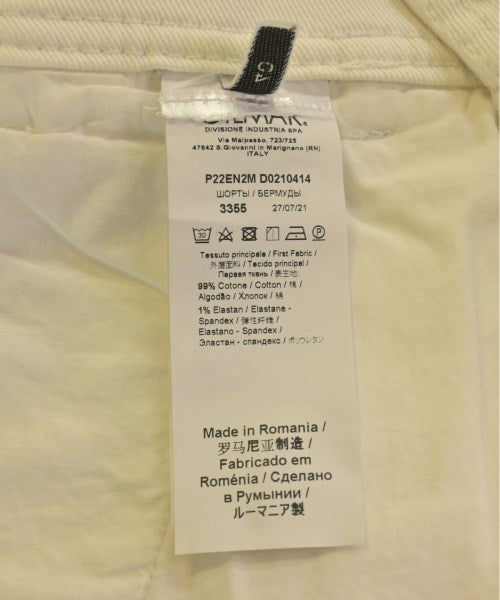 DIVISIONE INDUSTRIA SPA
Via Malpasso, 723/725
47842 S.Giovanni in Marignano (RN)
ITALY
P22EN2M D0210414
ШОРТЫ / БЕРМУДЫ
3355 27/07/21
30
P
Tessuto principale / First Fabric /
外层面料 / Tecido principal /
Первая ткань / 表生地:
99% Cotone / Cotton / 棉 /
Algodão / Хлопок / 綿
1% Elastan / Elastane -
Spandex / 弹性纤维 /
Elastano - Spandex /
Эластан - спандекс / ポリウレタン
Made in Romania /
罗马尼亚制造 /
Fabricado em
Roménia / Сделано
в Румынии /
ルーマニア製